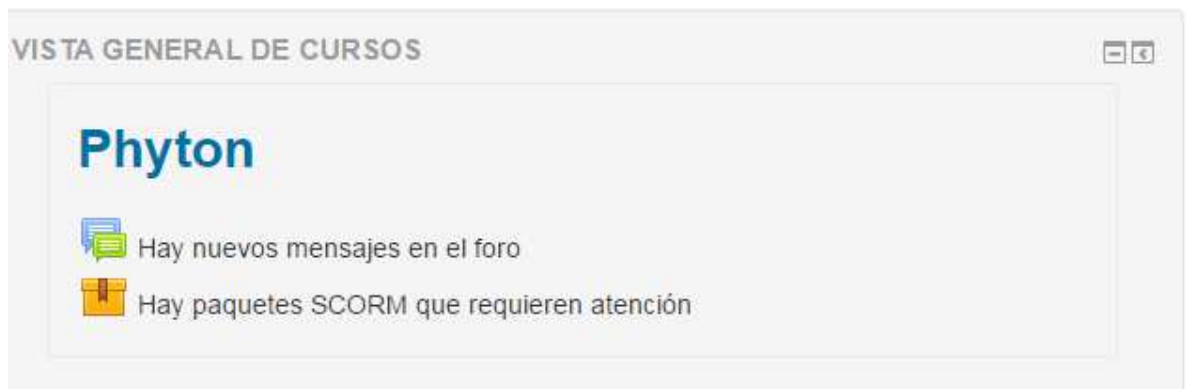 VISTA GENERAL DE CURSOS
Phyton
Hay nuevos mensajes en el foro
Hay paquetes SCORM que requieren atención